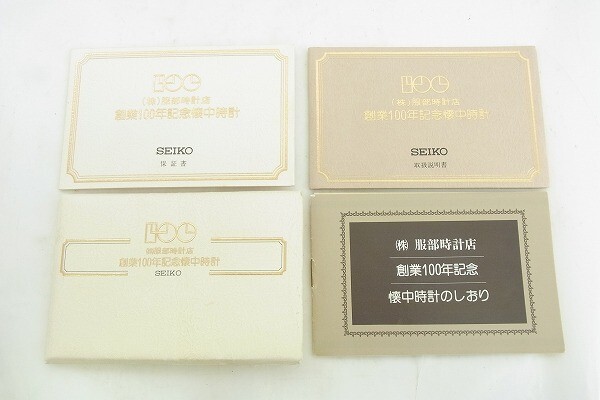 100
(株)服部時計店
創業100年記念懐中時計
SEIKO
保証書
100
(株)服部時計店
創業100年記念懐中時計
SEIKO
取扱説明書
100
㈱服部時計店
創業100年記念懐中時計
SEIKO
㈱ 服部時計店
創業100年記念
懐中時計のしおり